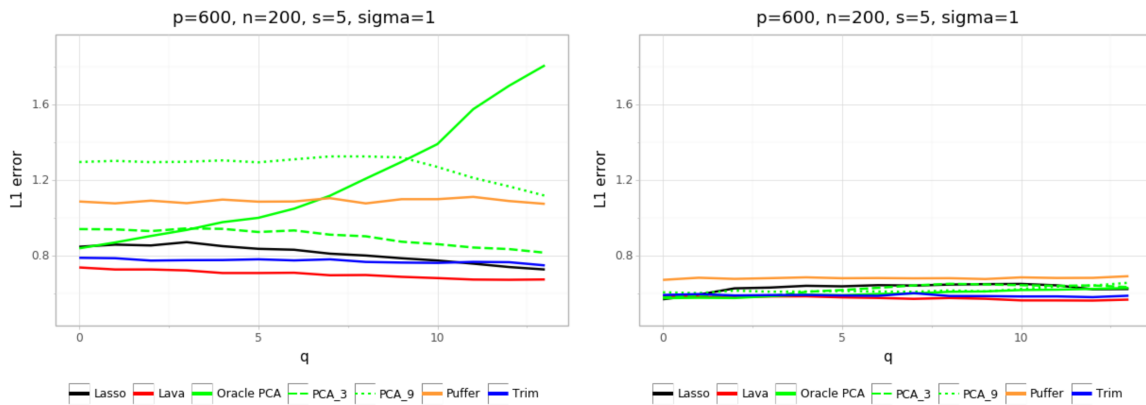 p=600, n=200, s=5, sigma=1
L1 error
1.6
1.2
0.8
0
5
10
q
Lasso
Lava
Oracle PCA
PCA_3
PCA_9
Puffer
Trim
p=600, n=200, s=5, sigma=1
L1 error
1.6
1.2
0.8
0
5
10
q
Lasso
Lava
Oracle PCA
PCA_3
PCA_9
Puffer
Trim